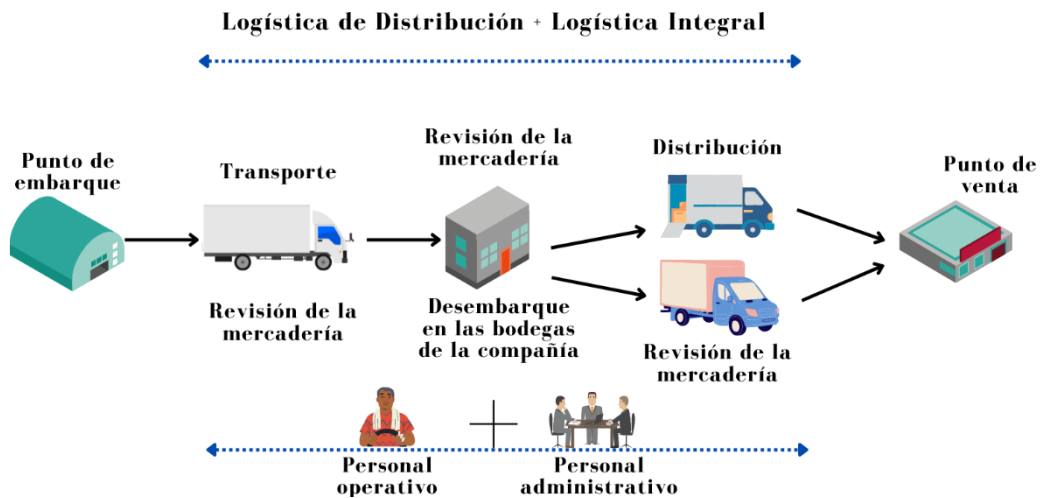 Logística de Distribución + Logística Integral
Punto de
embarque
Transporte
Revisión de la
mercadería
Revisión de la
mercadería
Desembarque
en las bodegas
de la compañía
Distribución
Revisión de la
mercadería
Punto de
venta
Personal
operativo
Personal
administrativo